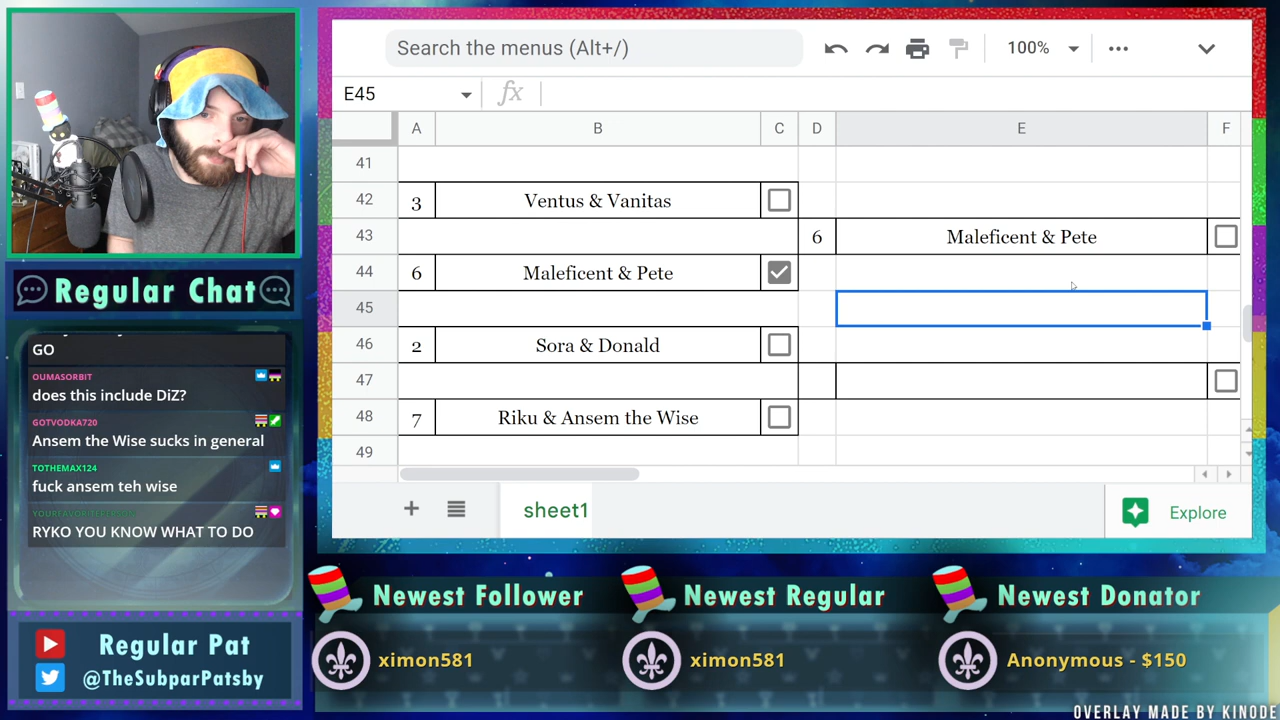 Search the menus (Alt+/)
100%
E45
fx
A B C D E F
41
42 3 Ventus & Vanitas
43 6 Maleficent & Pete
44 6 Maleficent & Pete
45
46 2 Sora & Donald
47
48 7 Riku & Ansem the Wise
49
sheet1
Explore
Regular Chat
GO
OUMASORBIT
does this include DiZ?
GOTVODKA720
Ansem the Wise sucks in general
TOTHEMAX124
fuck ansem teh wise
RYKO YOU KNOW WHAT TO DO
Regular Pat
@TheSubparPatsby
Newest Follower
ximon581
Newest Regular
ximon581
Newest Donator
Anonymous - $150
OVERLAY MADE BY KINODE